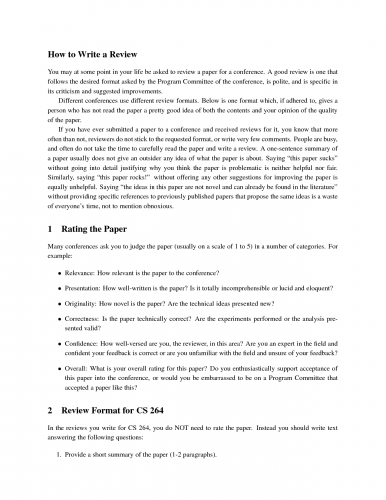 How to Write a Review
You may at some point in your life be asked to review a paper for a conference. A good review is one that
follows the desired format asked by the Program Committee of the conference, is polite, and is specific in
its criticism and suggested improvements.
Different conferences use different review formats. Below is one format which, if adhered to, gives a
person who has not read the paper a pretty good idea of both the contents and your opinion of the quality
of the paper.
If you have ever submitted a paper to a conference and received reviews for it, you know that more
often than not, reviewers do not stick to the requested format, or write very few comments. People are busy,
and often do not take the time to carefully read the paper and write a review. A one-sentence summary of
a paper usually does not give an outsider any idea of what the paper is about. Saying “this paper sucks”
without going into detail justifying why you think the paper is problematic is neither helpful nor fair.
Similarly, saying “this paper rocks!” without offering any other suggestions for improving the paper is
equally unhelpful. Saying “the ideas in this paper are not novel and can already be found in the literature”
without providing specific references to previously published papers that propose the same ideas is a waste
of everyone’s time, not to mention obnoxious.
1 Rating the Paper
Many conferences ask you to judge the paper (usually on a scale of 1 to 5) in a number of categories. For
example:
• Relevance: How relevant is the paper to the conference?
• Presentation: How well-written is the paper? Is it totally incomprehensible or lucid and eloquent?
• Originality: How novel is the paper? Are the technical ideas presented new?
• Correctness: Is the paper technically correct? Are the experiments performed or the analysis pre-
sented valid?
• Confidence: How well-versed are you, the reviewer, in this area? Are you an expert in the field and
confident your feedback is correct or are you unfamiliar with the field and unsure of your feedback?
• Overall: What is your overall rating for this paper? Do you enthusiastically support acceptance of
this paper into the conference, or would you be embarrassed to be on a Program Committee that
accepted a paper like this?
2 Review Format for CS 264
In the reviews you write for CS 264, you do NOT need to rate the paper. Instead you should write text
answering the following questions:
1. Provide a short summary of the paper (1-2 paragraphs).